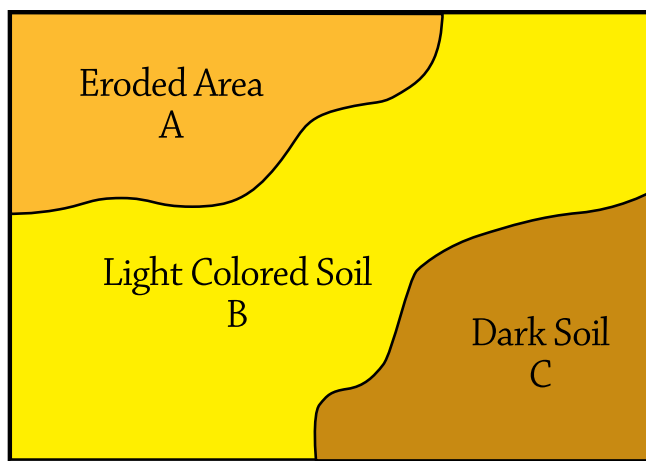 Eroded Area
A
Light Colored Soil
B
Dark Soil
C